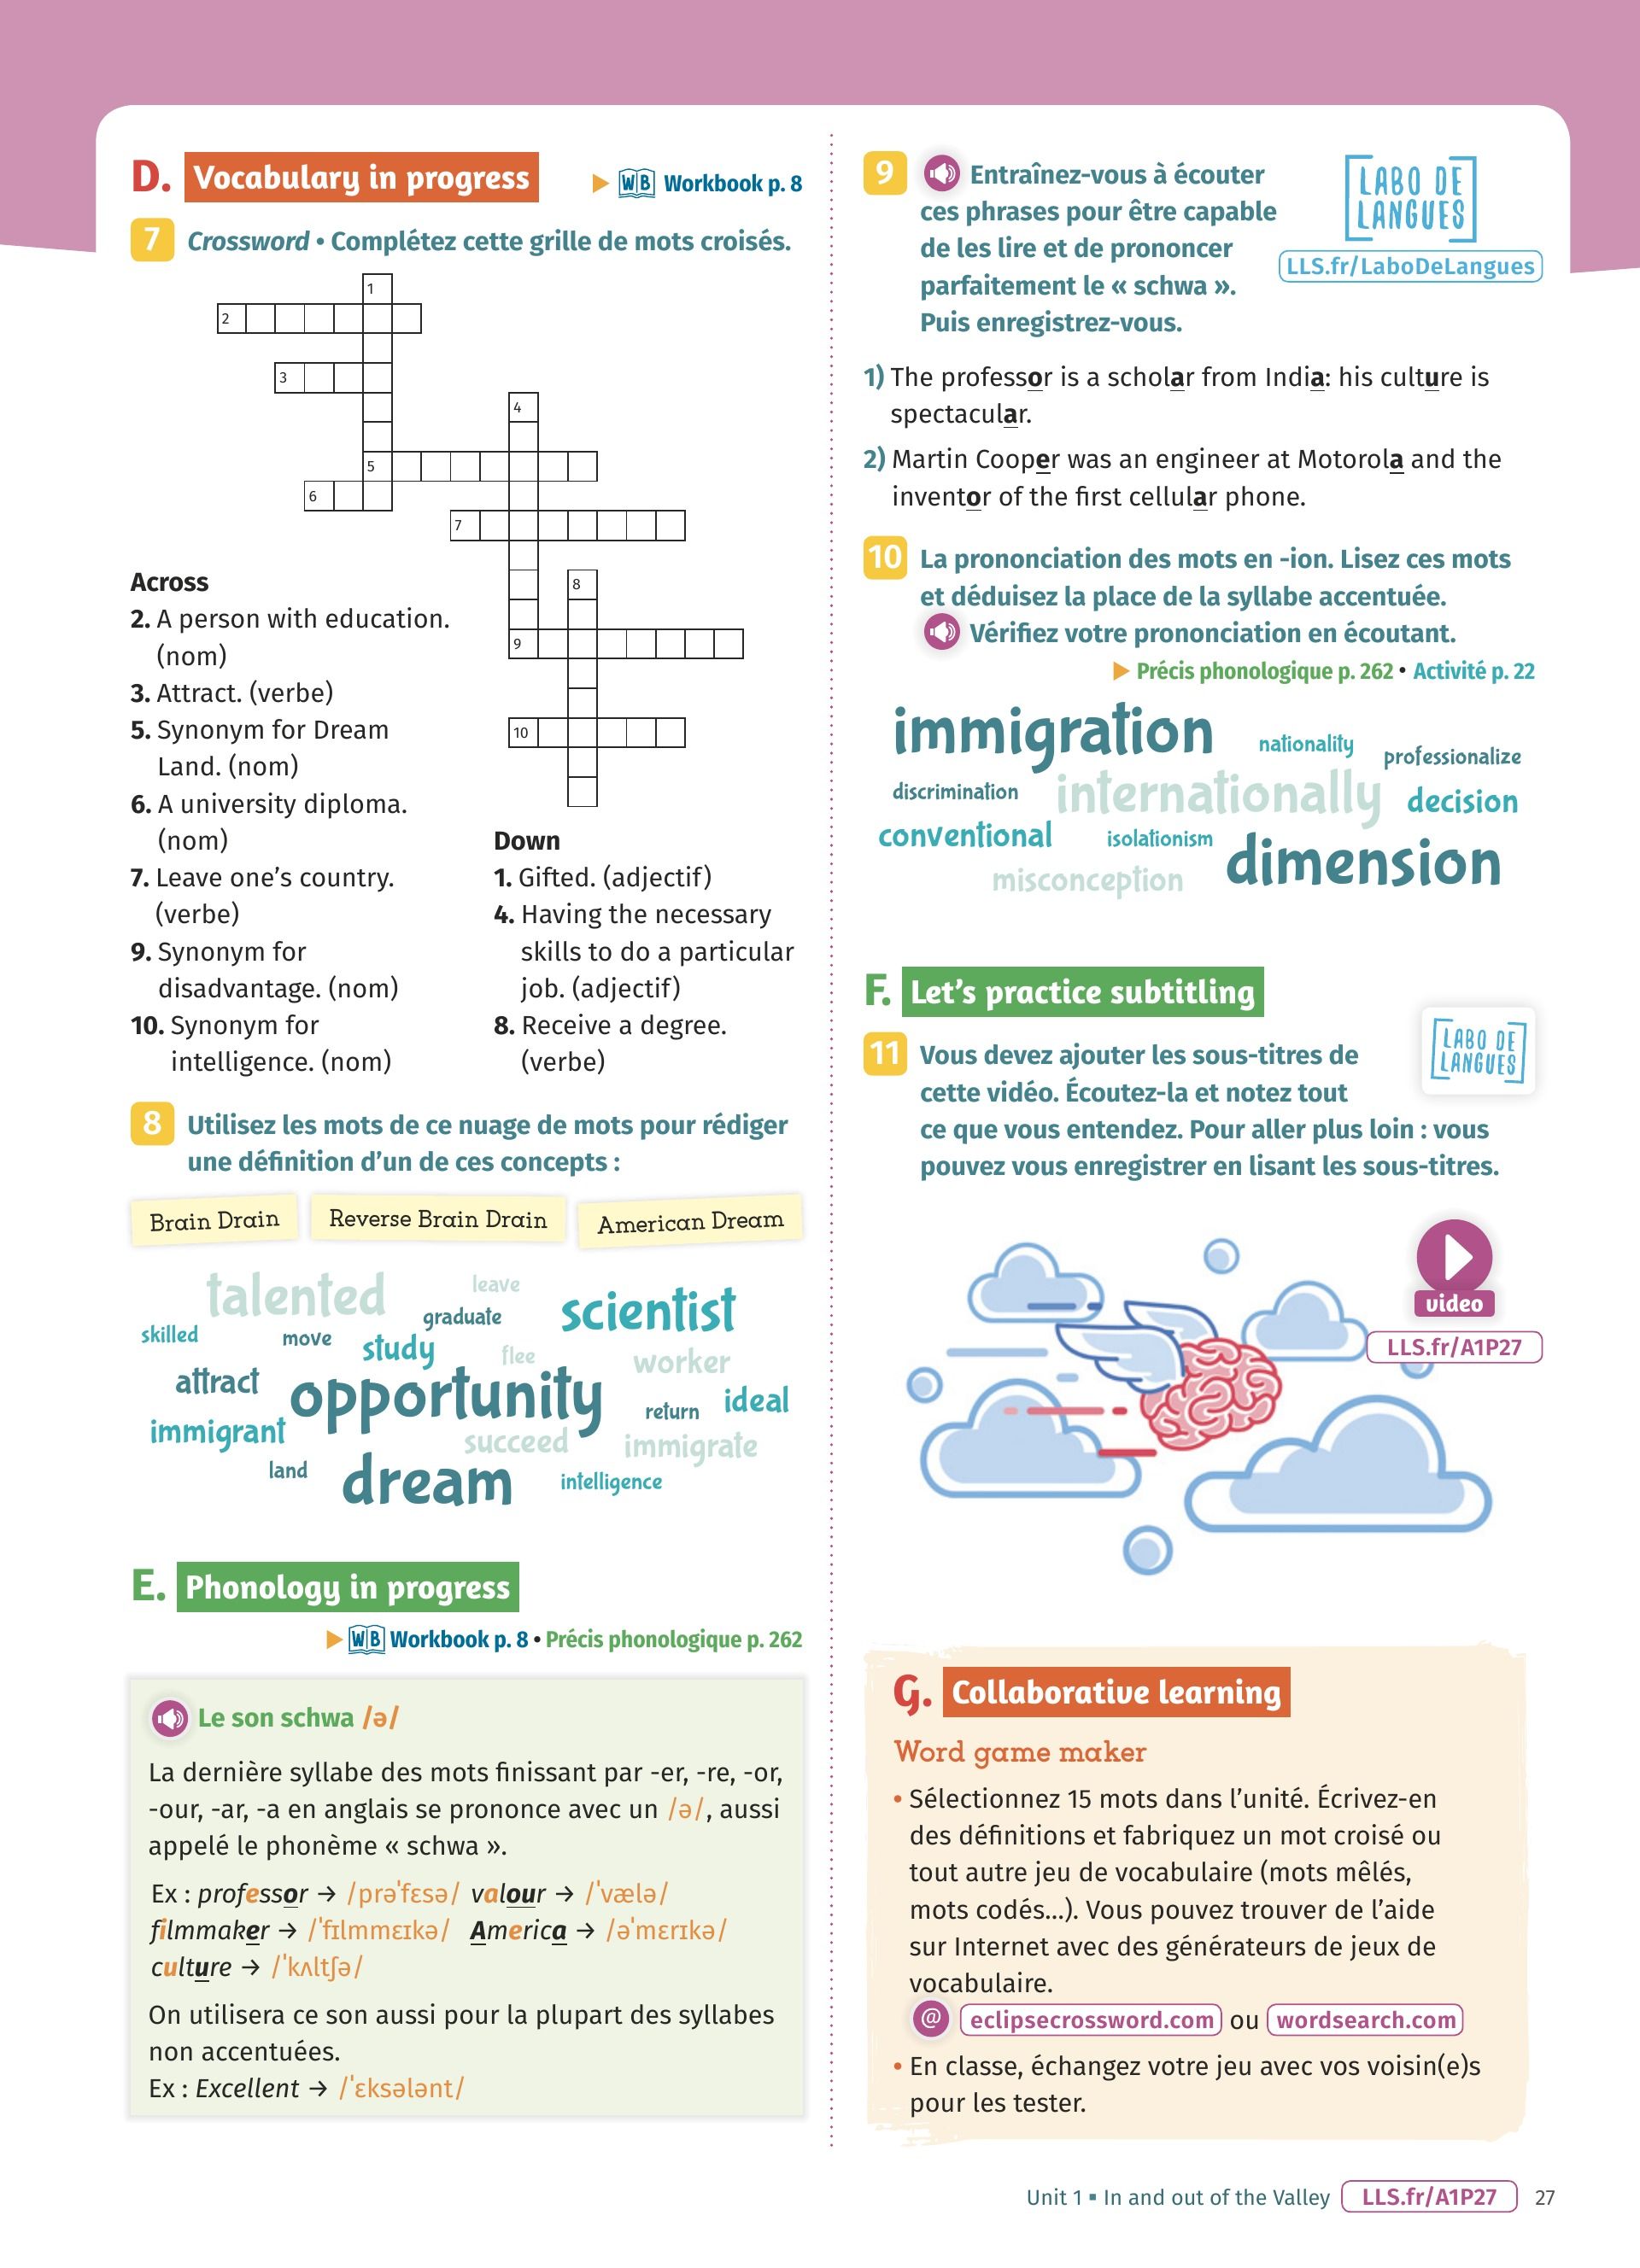 D. Vocabulary in progress
WB Workbook p. 8
7 Crossword • Complétez cette grille de mots croisés.
1
2
3
4
5
6
7
8
9
10
Across
2. A person with education.
(nom)
3. Attract. (verbe)
5. Synonym for Dream
Land. (nom)
6. A university diploma.
(nom)
7. Leave one's country.
(verbe)
9. Synonym for
disadvantage. (nom)
10. Synonym for
intelligence. (nom)
Down
1. Gifted. (adjectif)
4. Having the necessary
skills to do a particular
job. (adjectif)
8. Receive a degree.
(verbe)
8 Utilisez les mots de ce nuage de mots pour rédiger
une définition d'un de ces concepts :
Brain Drain Reverse Brain Drain American Dream
talented leave
graduate scientist
skilled move study flee worker
attract opportunity return ideal
immigrant succeed immigrate
land dream intelligence
E. Phonology in progress
WB Workbook p. 8 • Précis phonologique p. 262
Le son schwa /ə/
La dernière syllabe des mots finissant par -er, -re, -or,
-our, -ar, -a en anglais se prononce avec un /ə/, aussi
appelé le phonème « schwa ».
Ex : professor → /prəˈfɛsə/ valour → /ˈvælə/
filmmaker → /ˈfɪlmmɛɪkə/ America → /əˈmɛrɪkə/
culture → /ˈkʌltʃə/
On utilisera ce son aussi pour la plupart des syllabes
non accentuées.
Ex : Excellent → /ˈɛksələnt/
9 Entraînez-vous à écouter
ces phrases pour être capable
de les lire et de prononcer
parfaitement le « schwa ».
Puis enregistrez-vous.
LABO DE
LANGUES
LLS.fr/LaboDeLangues
1) The professor is a scholar from India: his culture is
spectacular.
2) Martin Cooper was an engineer at Motorola and the
inventor of the first cellular phone.
10 La prononciation des mots en -ion. Lisez ces mots
et déduisez la place de la syllabe accentuée.
Vérifiez votre prononciation en écoutant.
Précis phonologique p. 262 • Activité p. 22
immigration nationality professionalize
discrimination internationally decision
conventional isolationism dimension
misconception
F. Let's practice subtitling
11 Vous devez ajouter les sous-titres de
cette vidéo. Écoutez-la et notez tout
ce que vous entendez. Pour aller plus loin : vous
pouvez vous enregistrer en lisant les sous-titres.
LABO DE
LANGUES
video
LLS.fr/A1P27
G. Collaborative learning
Word game maker
• Sélectionnez 15 mots dans l'unité. Écrivez-en
des définitions et fabriquez un mot croisé ou
tout autre jeu de vocabulaire (mots mêlés,
mots codés...). Vous pouvez trouver de l'aide
sur Internet avec des générateurs de jeux de
vocabulaire.
@ eclipsecrossword.com ou wordsearch.com
• En classe, échangez votre jeu avec vos voisin(e)s
pour les tester.
Unit 1 ▪ In and out of the Valley LLS.fr/A1P27 27